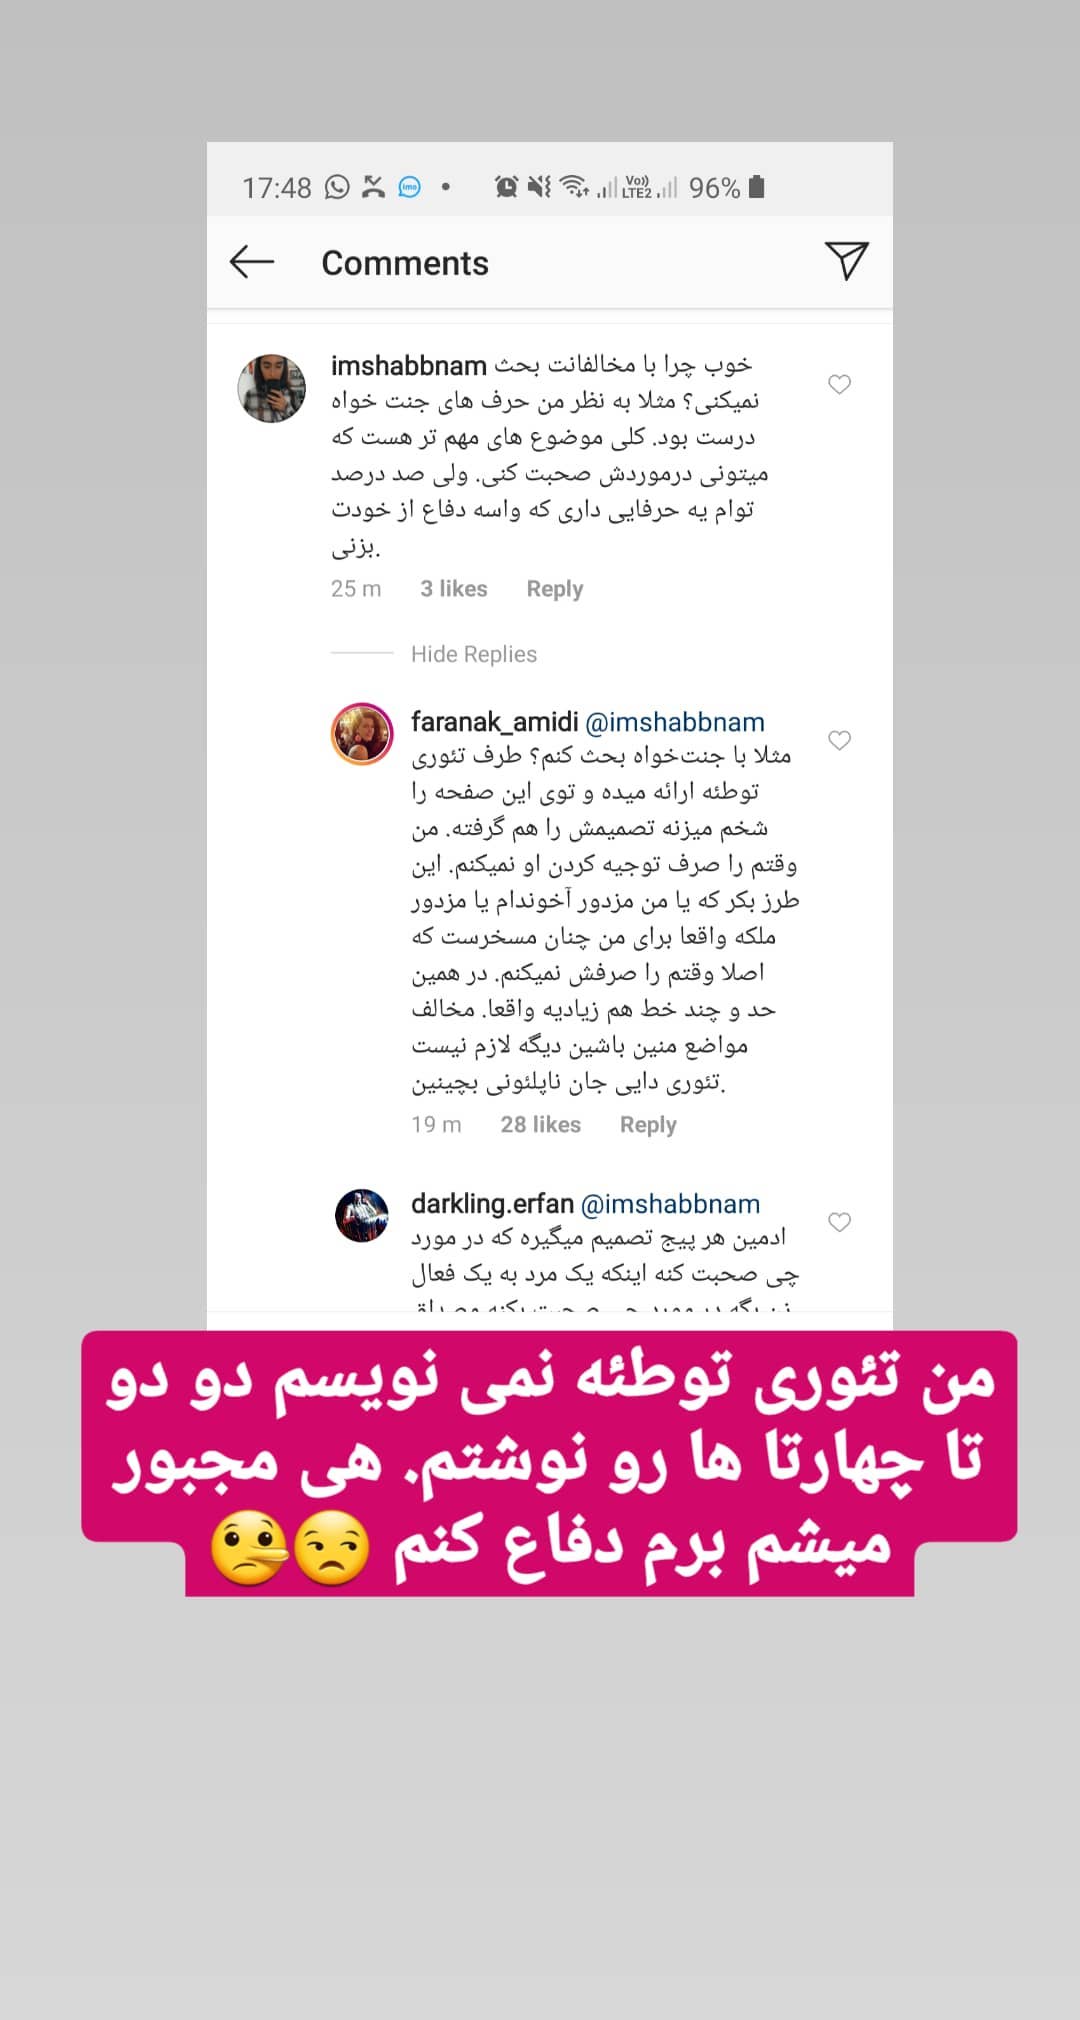 17:48
Vo)) LTE2 96%
Comments
imshabbnam خوب چرا با مخالفانت بحث
نمیکنی؟ مثلا به نظر من حرف های جنت خواه
درست بود. کلی موضوع های مهم تر هست که
میتونی درموردش صحبت کنی. ولی صد درصد
توام یه حرفایی داری که واسه دفاع از خودت
بزنی.
25 m 3 likes Reply
Hide Replies
faranak_amidi @imshabbnam
مثلا با جنت‌خواه بحث کنم؟ طرف تئوری
توطئه ارائه میده و توی این صفحه را
شخم میزنه تصمیمش را هم گرفته. من
وقتم را صرف توجیه کردن او نمیکنم. این
طرز بکر که یا من مزدور آخوندام یا مزدور
ملکه واقعا برای من چنان مسخرست که
اصلا وقتم را صرفش نمیکنم. در همین
حد و چند خط هم زیادیه واقعا. مخالف
مواضع منین باشین دیگه لازم نیست
تئوری دایی جان ناپلئونی بچینین.
19 m 28 likes Reply
darkling.erfan @imshabbnam
ادمین هر پیج تصمیم میگیره که در مورد
چی صحبت کنه اینکه یک مرد به یک فعال
من تئوری توطئه نمی نویسم دو دو
تا چهارتا ها رو نوشتم. هی مجبور
میشم برم دفاع کنم 😒🤥